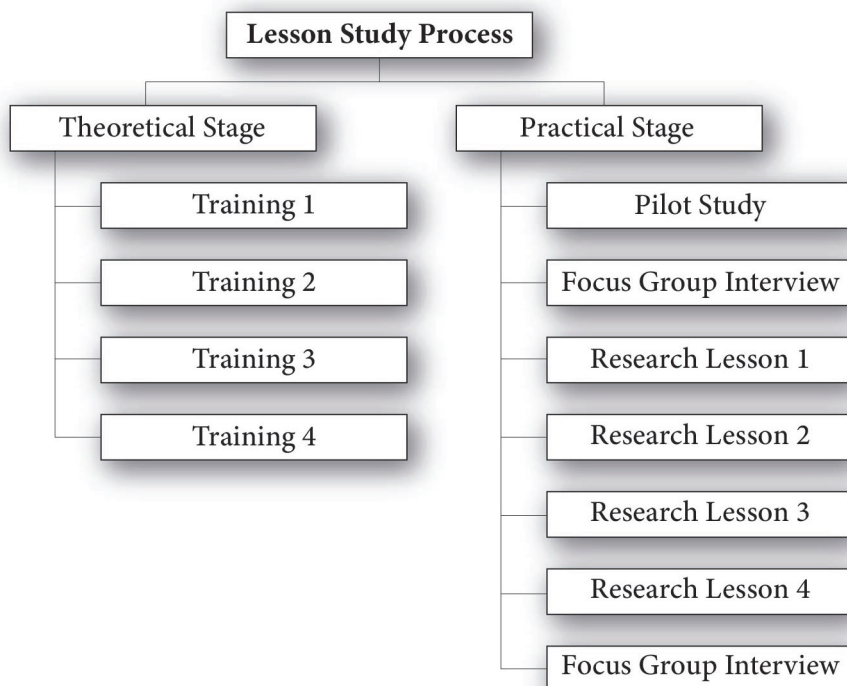 Lesson Study Process
Theoretical Stage
Training 1
Training 2
Training 3
Training 4
Practical Stage
Pilot Study
Focus Group Interview
Research Lesson 1
Research Lesson 2
Research Lesson 3
Research Lesson 4
Focus Group Interview